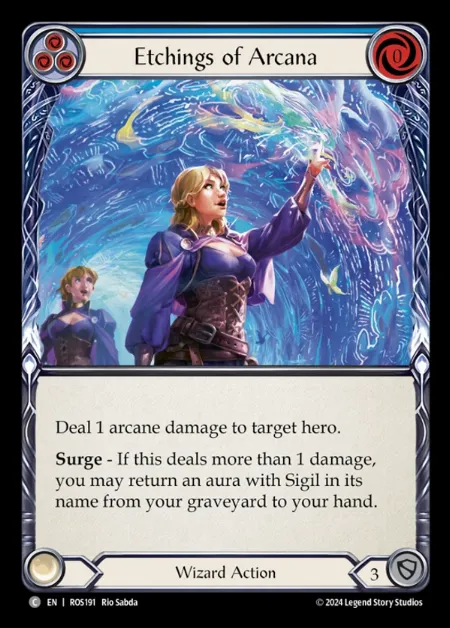 Etchings of Arcana
0
Deal 1 arcane damage to target hero.
Surge - If this deals more than 1 damage,
you may return an aura with Sigil in its
name from your graveyard to your hand.
Wizard Action
3
C EN | ROS191 Rio Sabda
© 2024 Legend Story Studios